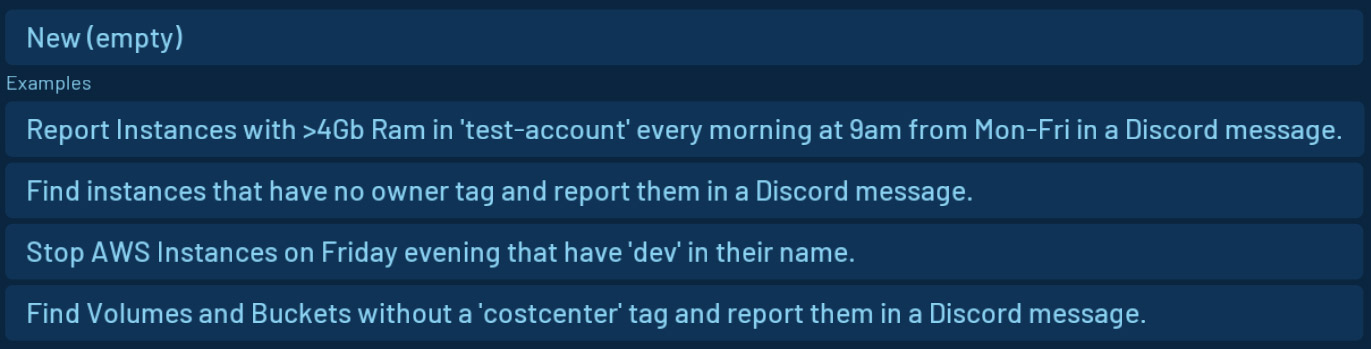 New (empty)
Examples
Report Instances with >4Gb Ram in 'test-account' every morning at 9am from Mon-Fri in a Discord message.
Find instances that have no owner tag and report them in a Discord message.
Stop AWS Instances on Friday evening that have 'dev' in their name.
Find Volumes and Buckets without a 'costcenter' tag and report them in a Discord message.